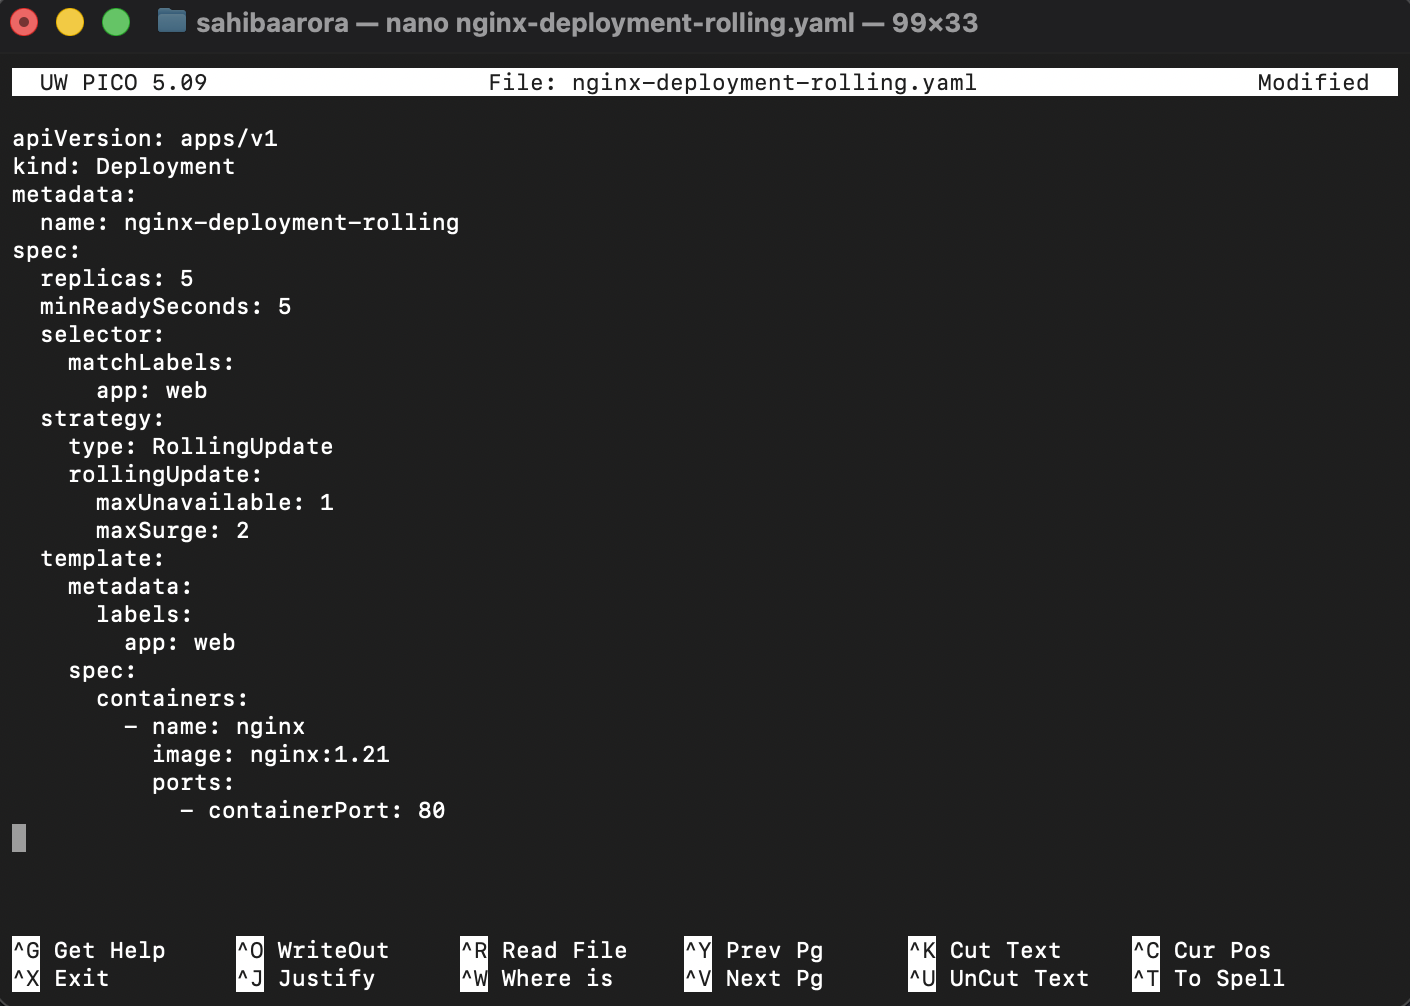 sahibaarora — nano nginx-deployment-rolling.yaml — 99×33
UW PICO 5.09 File: nginx-deployment-rolling.yaml Modified
apiVersion: apps/v1
kind: Deployment
metadata:
  name: nginx-deployment-rolling
spec:
  replicas: 5
  minReadySeconds: 5
  selector:
    matchLabels:
      app: web
  strategy:
    type: RollingUpdate
    rollingUpdate:
      maxUnavailable: 1
      maxSurge: 2
  template:
    metadata:
      labels:
        app: web
    spec:
      containers:
        - name: nginx
          image: nginx:1.21
          ports:
            - containerPort: 80
^G Get Help ^O WriteOut ^R Read File ^Y Prev Pg ^K Cut Text ^C Cur Pos
^X Exit ^J Justify ^W Where is ^V Next Pg ^U UnCut Text ^T To Spell